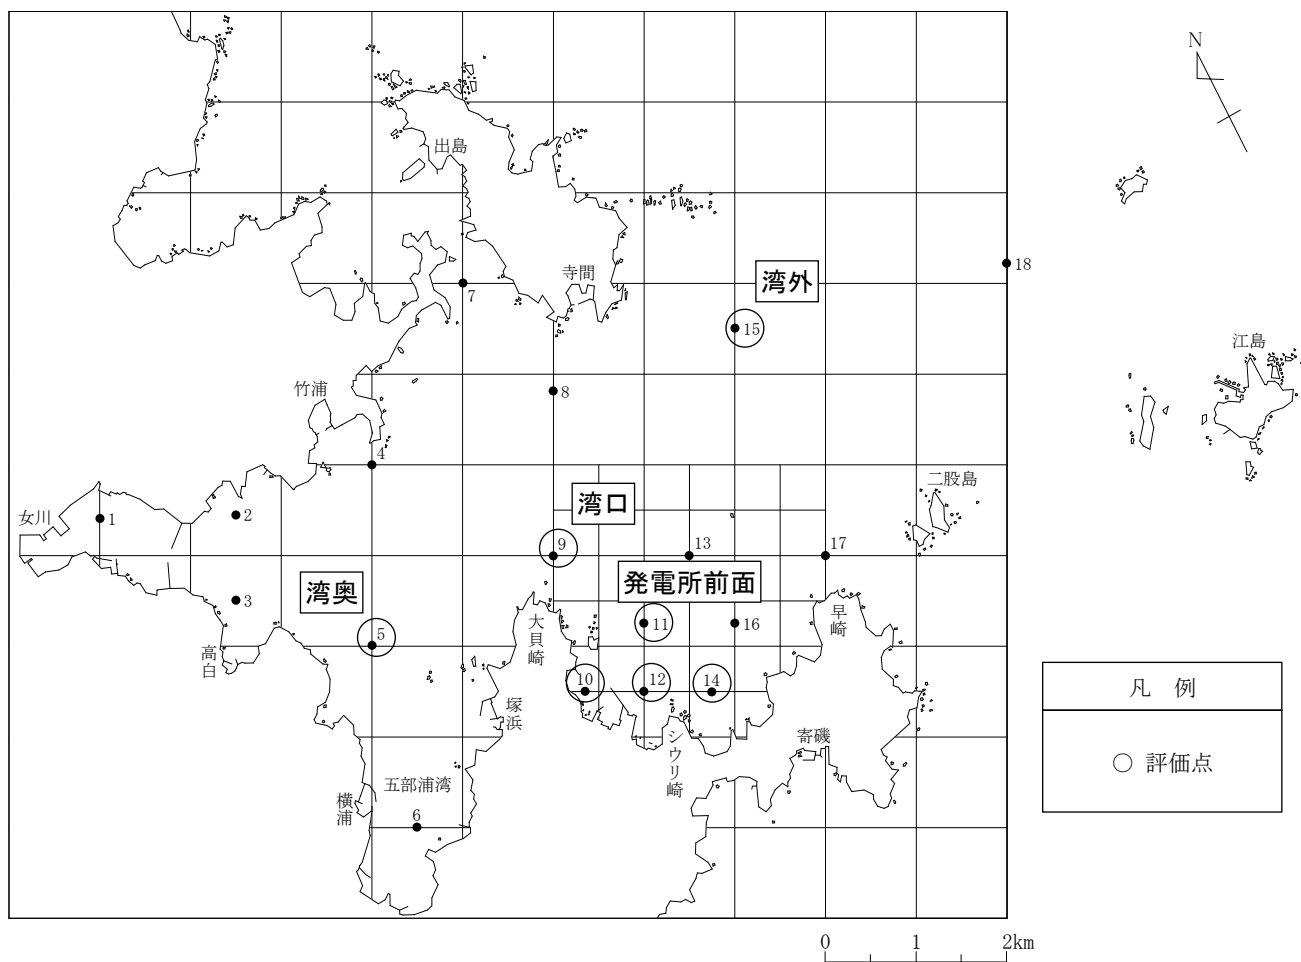 N
出島
寺間
7
湾外
15
18
江島
竹浦
8
4
女川
1
2
湾口
二股島
9
13
17
3
湾奥
発電所前面
5
高白
大貝崎
11
16
早崎
10
12
14
塚浜
シウリ崎
寄磯
五部浦湾
横浦
6
凡 例
○ 評価点
0 1 2km